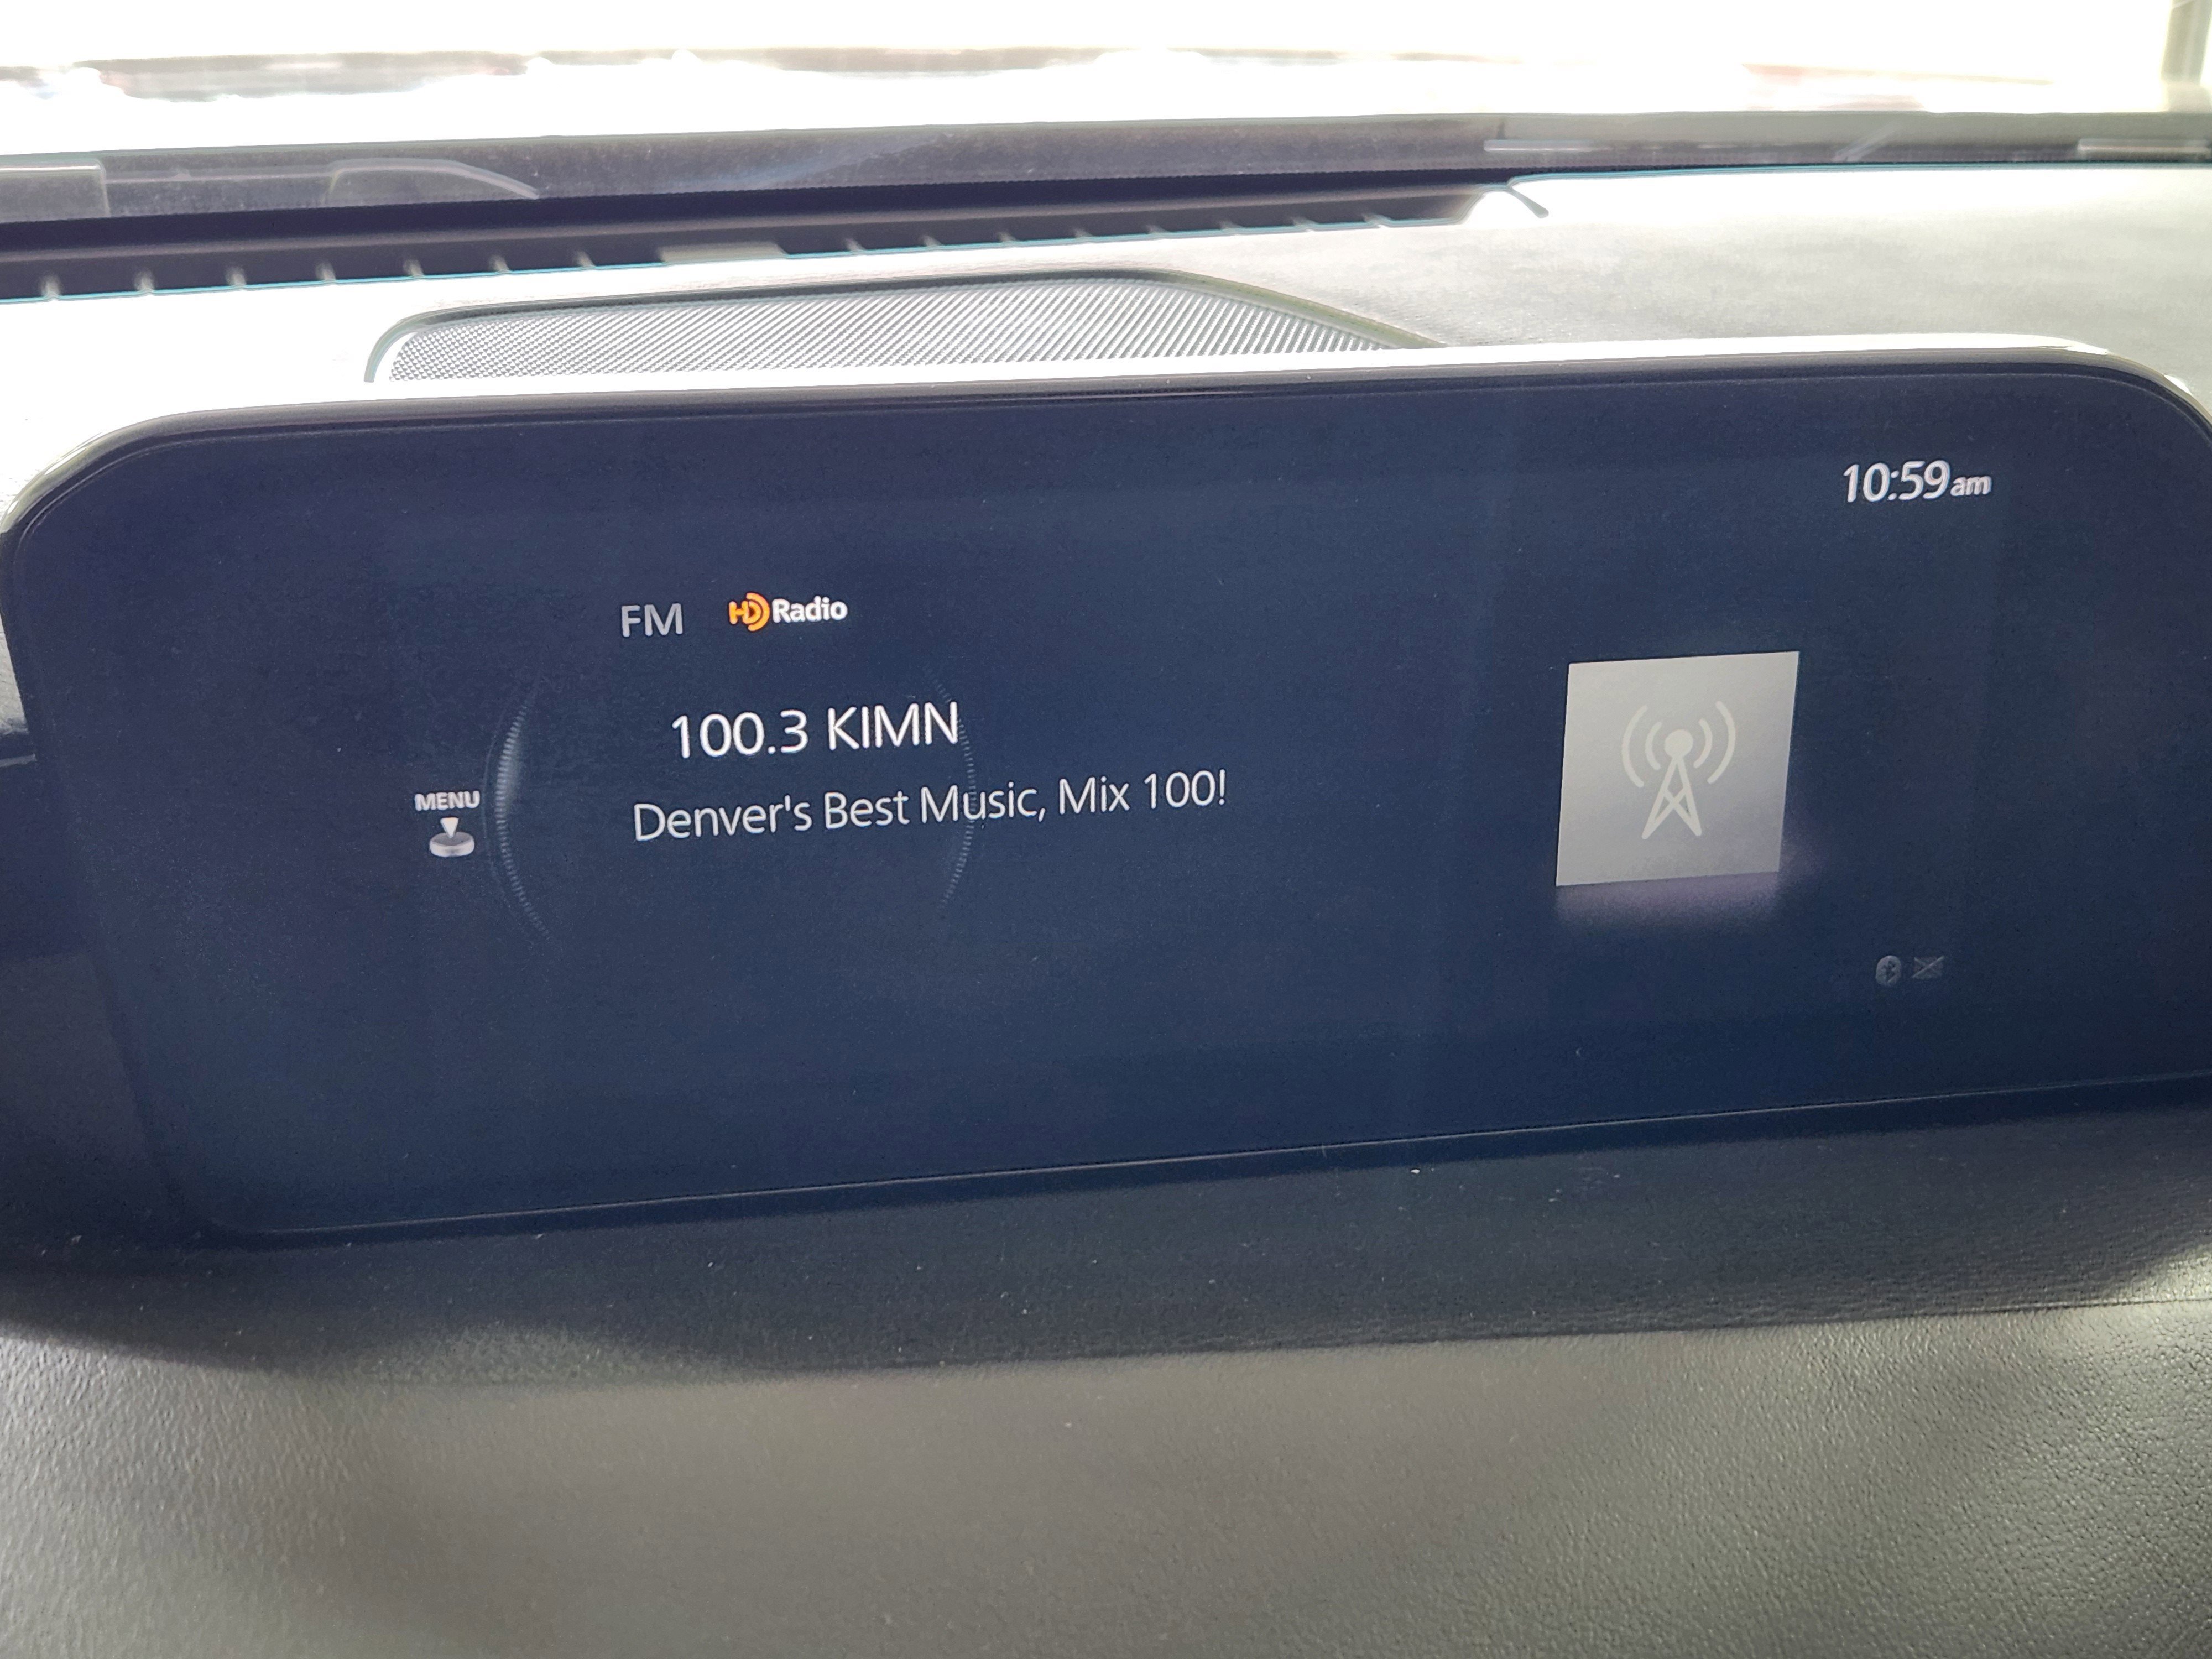 10:59am
FM HD Radio
100.3 KIMN
MENU
Denver's Best Music, Mix 100!